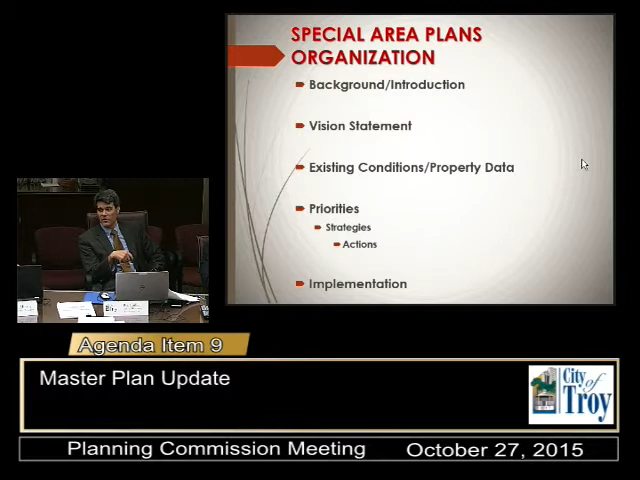 SPECIAL AREA PLANS
ORGANIZATION
Background/Introduction
Vision Statement
Existing Conditions/Property Data
Priorities
Strategies
Actions
Implementation
Agenda Item 9
Master Plan Update
City
of
Troy
Planning Commission Meeting
October 27, 2015